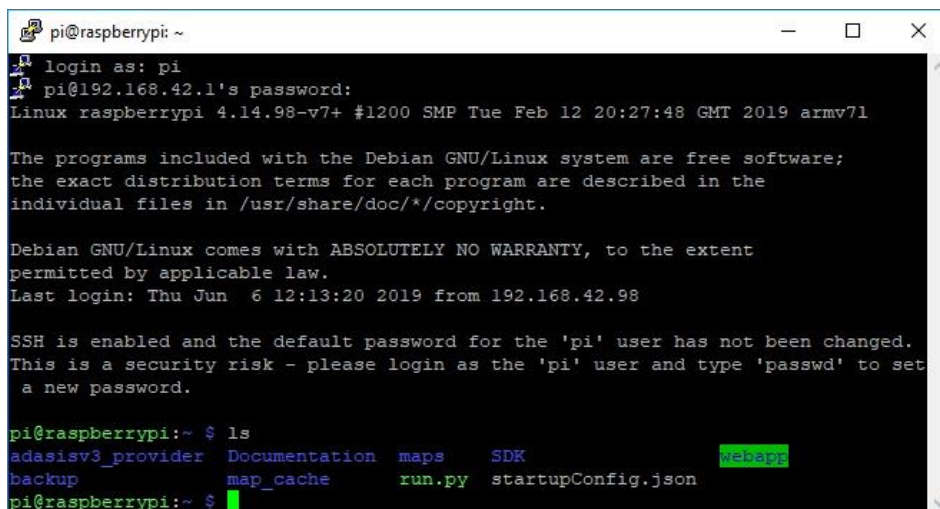 pi@raspberrypi: ~
login as: pi
pi@192.168.42.1's password:
Linux raspberrypi 4.14.98-v7+ #1200 SMP Tue Feb 12 20:27:48 GMT 2019 armv7l
The programs included with the Debian GNU/Linux system are free software;
the exact distribution terms for each program are described in the
individual files in /usr/share/doc/*/copyright.
Debian GNU/Linux comes with ABSOLUTELY NO WARRANTY, to the extent
permitted by applicable law.
Last login: Thu Jun  6 12:13:20 2019 from 192.168.42.98
SSH is enabled and the default password for the 'pi' user has not been changed.
This is a security risk - please login as the 'pi' user and type 'passwd' to set
 a new password.
pi@raspberrypi:~ $ ls
adasisv3_provider  Documentation  maps    SDK                 webapp
backup             map_cache      run.py  startupConfig.json
pi@raspberrypi:~ $